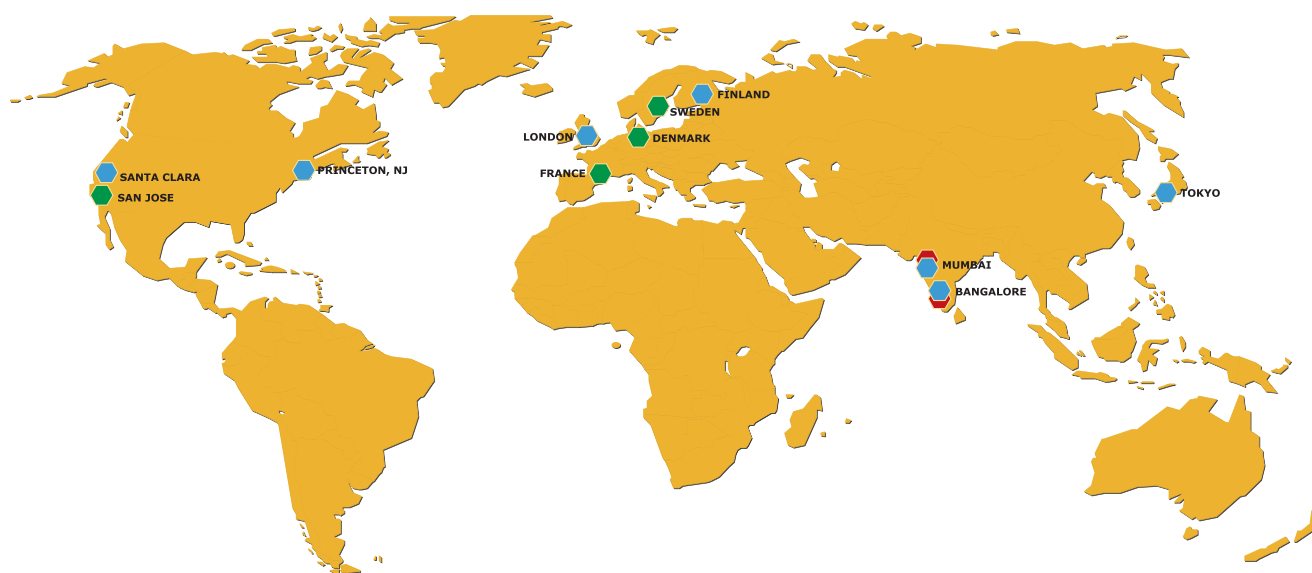 FINLAND
SWEDEN
LONDON
DENMARK
FRANCE
PRINCETON, NJ
SANTA CLARA
SAN JOSE
TOKYO
MUMBAI
BANGALORE